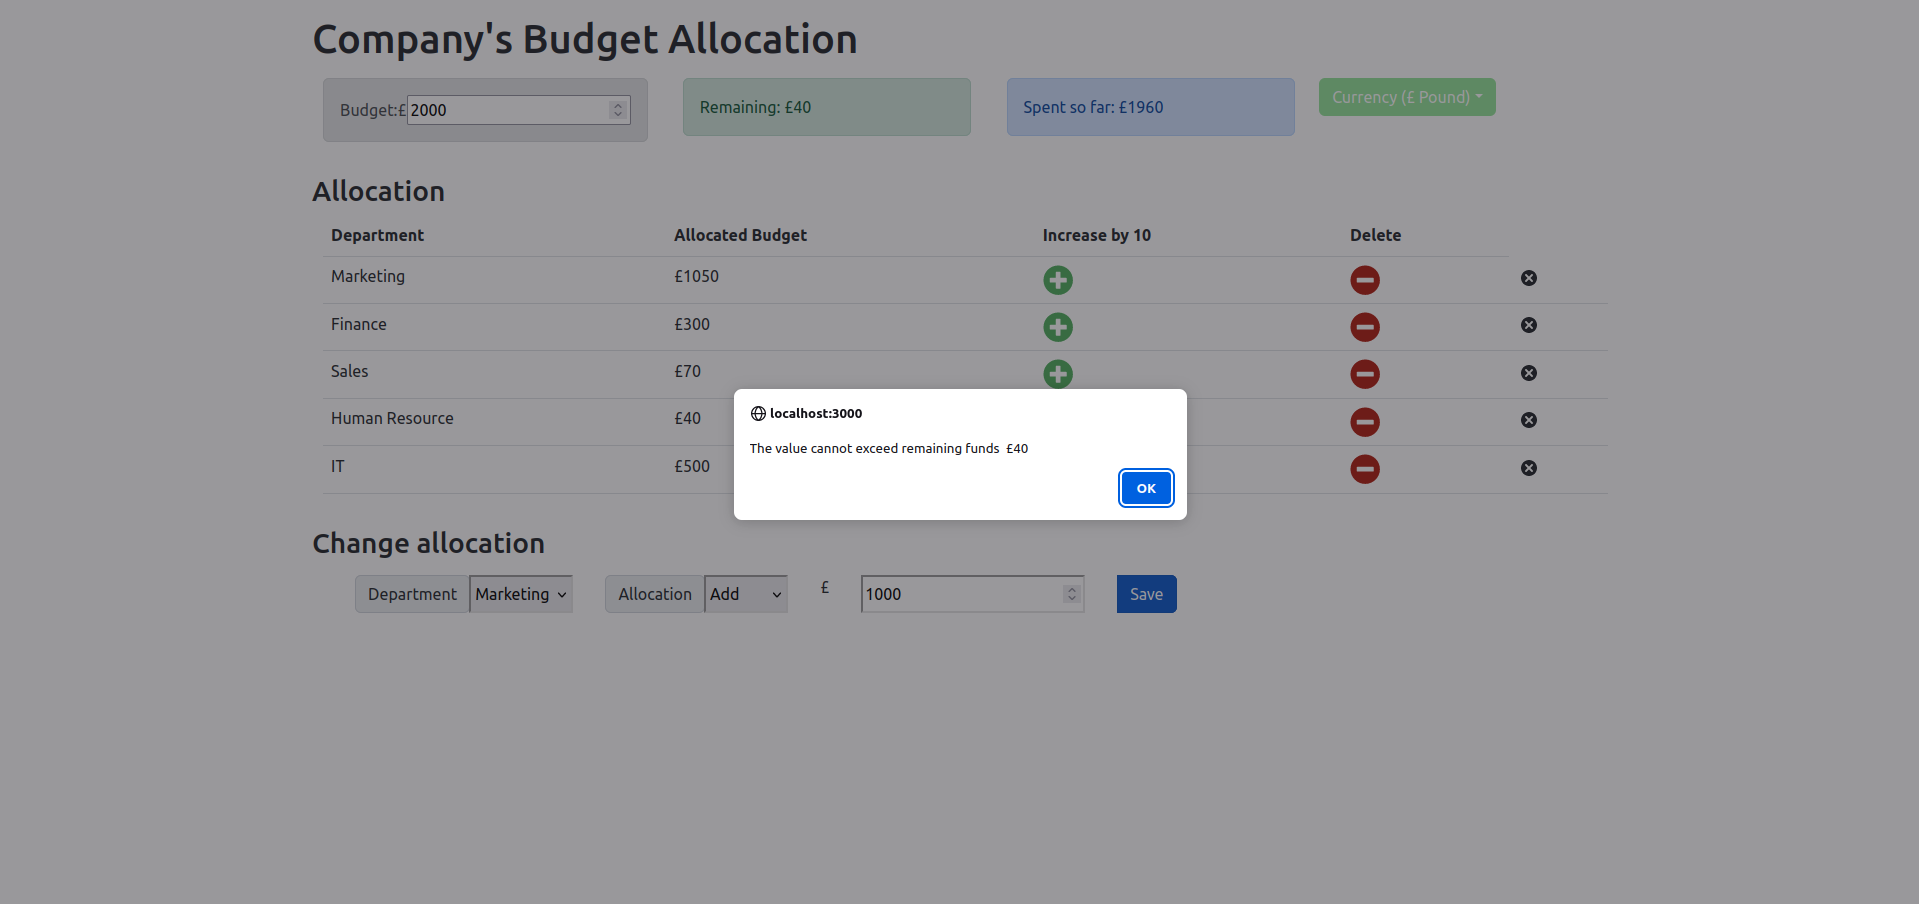 Company's Budget Allocation
Budget:£ 2000
Remaining: £40
Spent so far: £1960
Currency (£ Pound)
Allocation
Department Allocated Budget Increase by 10 Delete
Marketing £1050
Finance £300
Sales £70
Human Resource £40
IT £500
localhost:3000
The value cannot exceed remaining funds £40
OK
Change allocation
Department Marketing Allocation Add £ 1000 Save